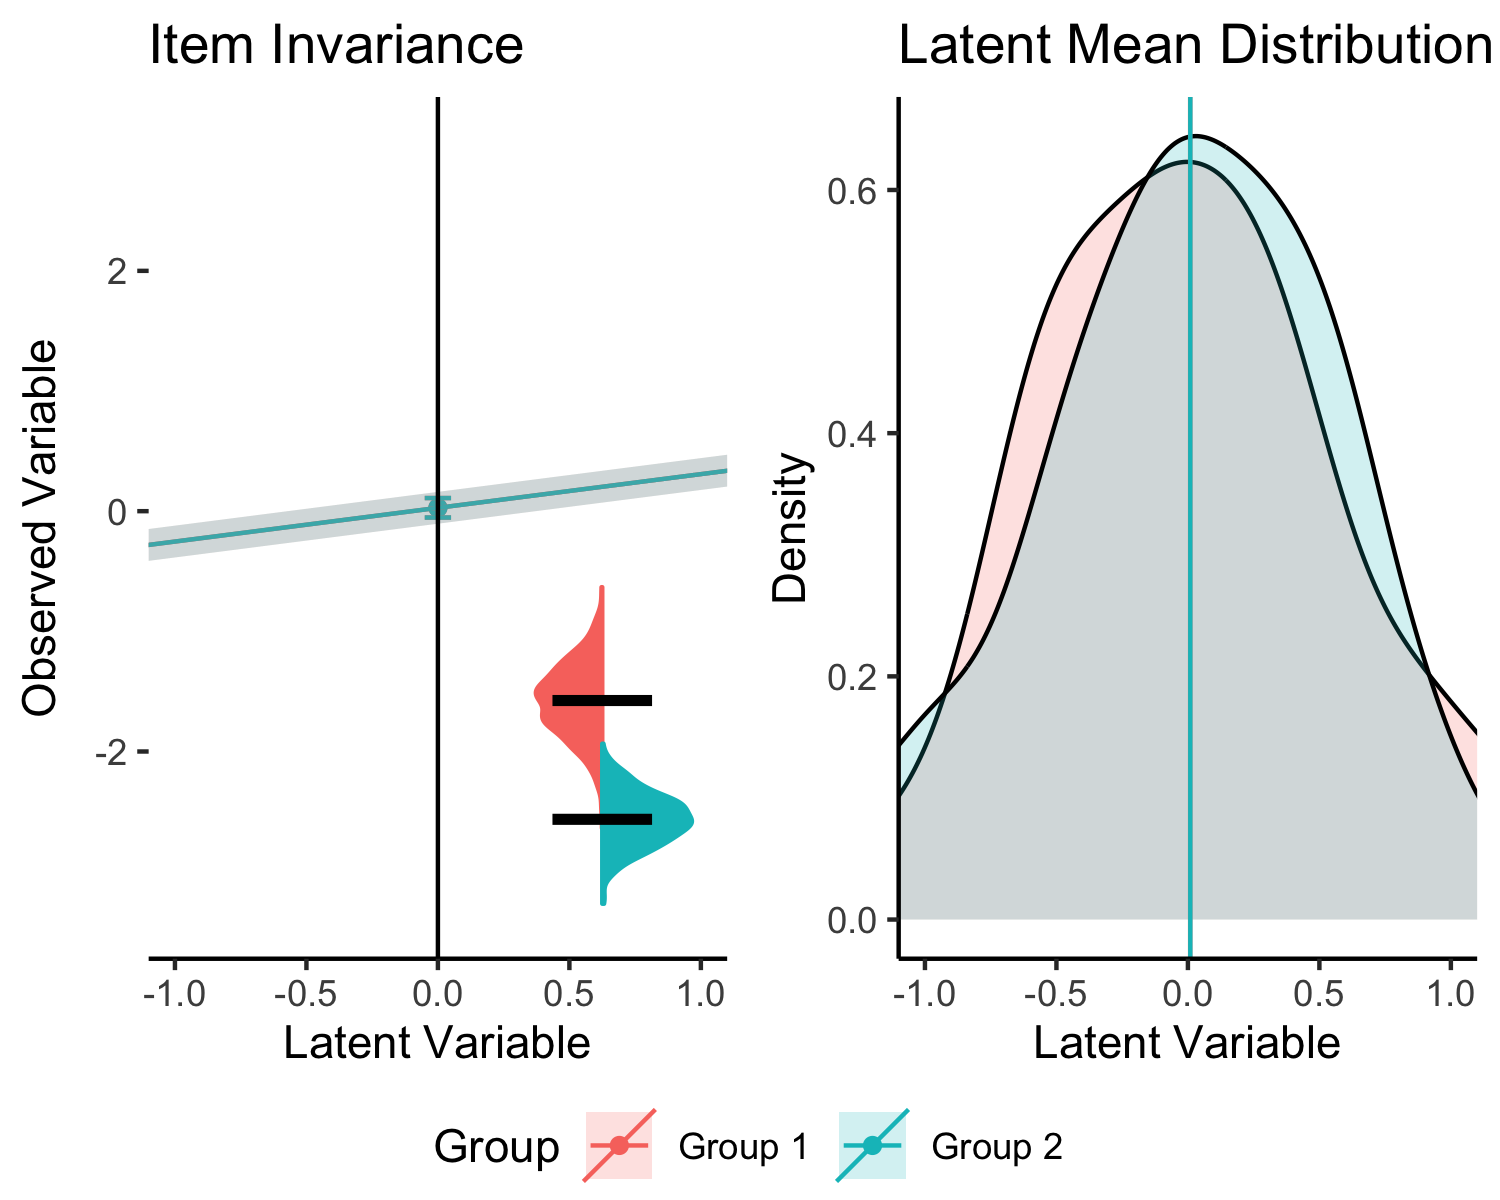 Item Invariance
Latent Mean Distribution
Observed Variable
2
0
-2
-1.0
-0.5
0.0
0.5
1.0
Latent Variable
Density
0.6
0.4
0.2
0.0
-1.0
-0.5
0.0
0.5
1.0
Latent Variable
Group
Group 1
Group 2